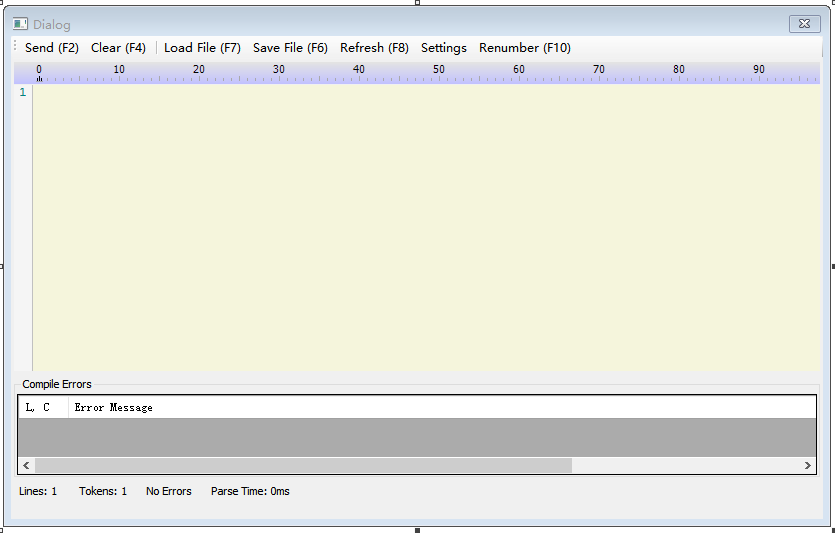 Dialog
Send (F2) Clear (F4) Load File (F7) Save File (F6) Refresh (F8) Settings Renumber (F10)
0 10 20 30 40 50 60 70 80 90
1
Compile Errors
L, C Error Message
Lines: 1 Tokens: 1 No Errors Parse Time: 0ms